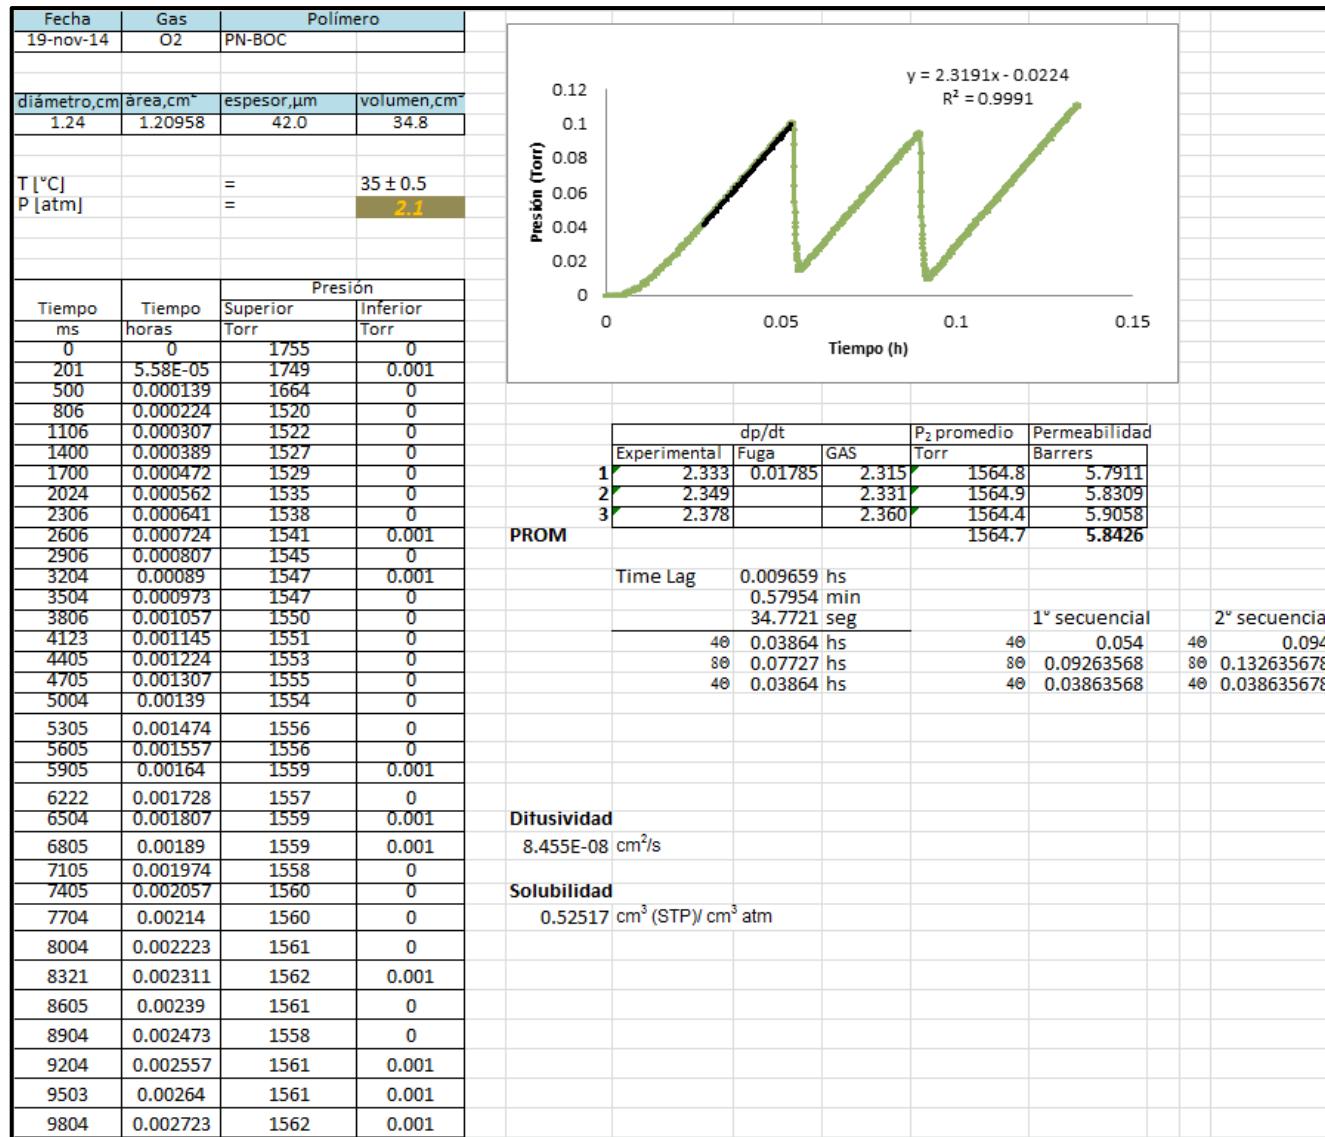 Fecha Gas Polímero
19-nov-14 O2 PN-BOC
diámetro,cm área,cm² espesor,µm volumen,cm³
1.24 1.20958 42.0 34.8
T [°C] = 35 ± 0.5
P [atm] = 2.1
Presión
Tiempo Tiempo Superior Inferior
ms horas Torr Torr
0 0 1755 0
201 5.58E-05 1749 0.001
500 0.000139 1664 0
806 0.000224 1520 0
1106 0.000307 1522 0
1400 0.000389 1527 0
1700 0.000472 1529 0
2024 0.000562 1535 0
2306 0.000641 1538 0
2606 0.000724 1541 0.001
2906 0.000807 1545 0
3204 0.00089 1547 0.001
3504 0.000973 1547 0
3806 0.001057 1550 0
4123 0.001145 1551 0
4405 0.001224 1553 0
4705 0.001307 1555 0
5004 0.00139 1554 0
5305 0.001474 1556 0
5605 0.001557 1556 0
5905 0.00164 1559 0.001
6222 0.001728 1557 0
6504 0.001807 1559 0.001
6805 0.00189 1559 0.001
7105 0.001974 1558 0
7405 0.002057 1560 0
7704 0.00214 1560 0
8004 0.002223 1561 0
8321 0.002311 1562 0.001
8605 0.00239 1561 0
8904 0.002473 1558 0
9204 0.002557 1561 0.001
9503 0.00264 1561 0.001
9804 0.002723 1562 0.001
y = 2.3191x - 0.0224
R² = 0.9991
Presión (Torr)
0.12
0.1
0.08
0.06
0.04
0.02
0
0 0.05 0.1 0.15
Tiempo (h)
dp/dt P₂ promedio Permeabilidad
Experimental Fuga GAS Torr Barrers
1 2.333 0.01785 2.315 1564.8 5.7911
2 2.349 2.331 1564.9 5.8309
3 2.378 2.360 1564.4 5.9058
PROM 1564.7 5.8426
Time Lag 0.009659 hs
0.57954 min
34.7721 seg 1° secuencial 2° secuencia
4θ 0.03864 hs 4θ 0.054 4θ 0.094
8θ 0.07727 hs 8θ 0.09263568 8θ 0.132635678
4θ 0.03864 hs 4θ 0.03863568 4θ 0.038635678
Difusividad
8.455E-08 cm²/s
Solubilidad
0.52517 cm³ (STP)/ cm³ atm